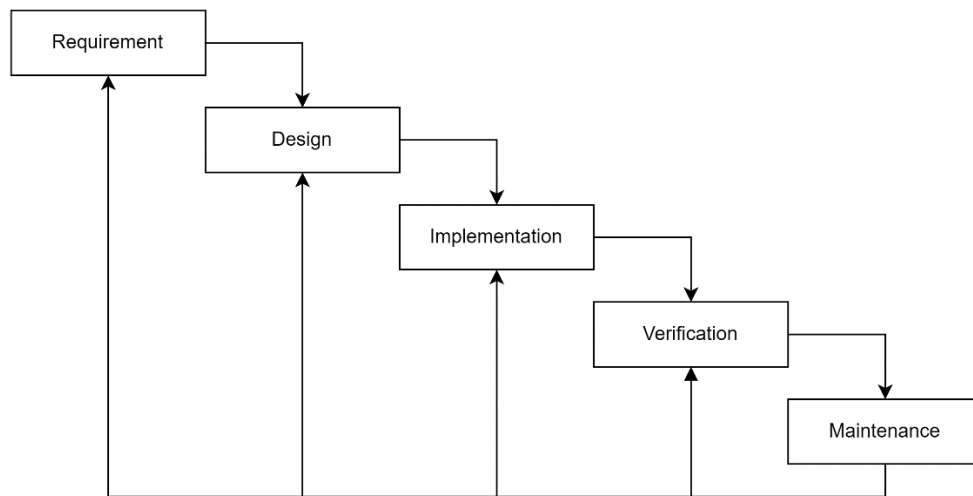 Requirement
Design
Implementation
Verification
Maintenance